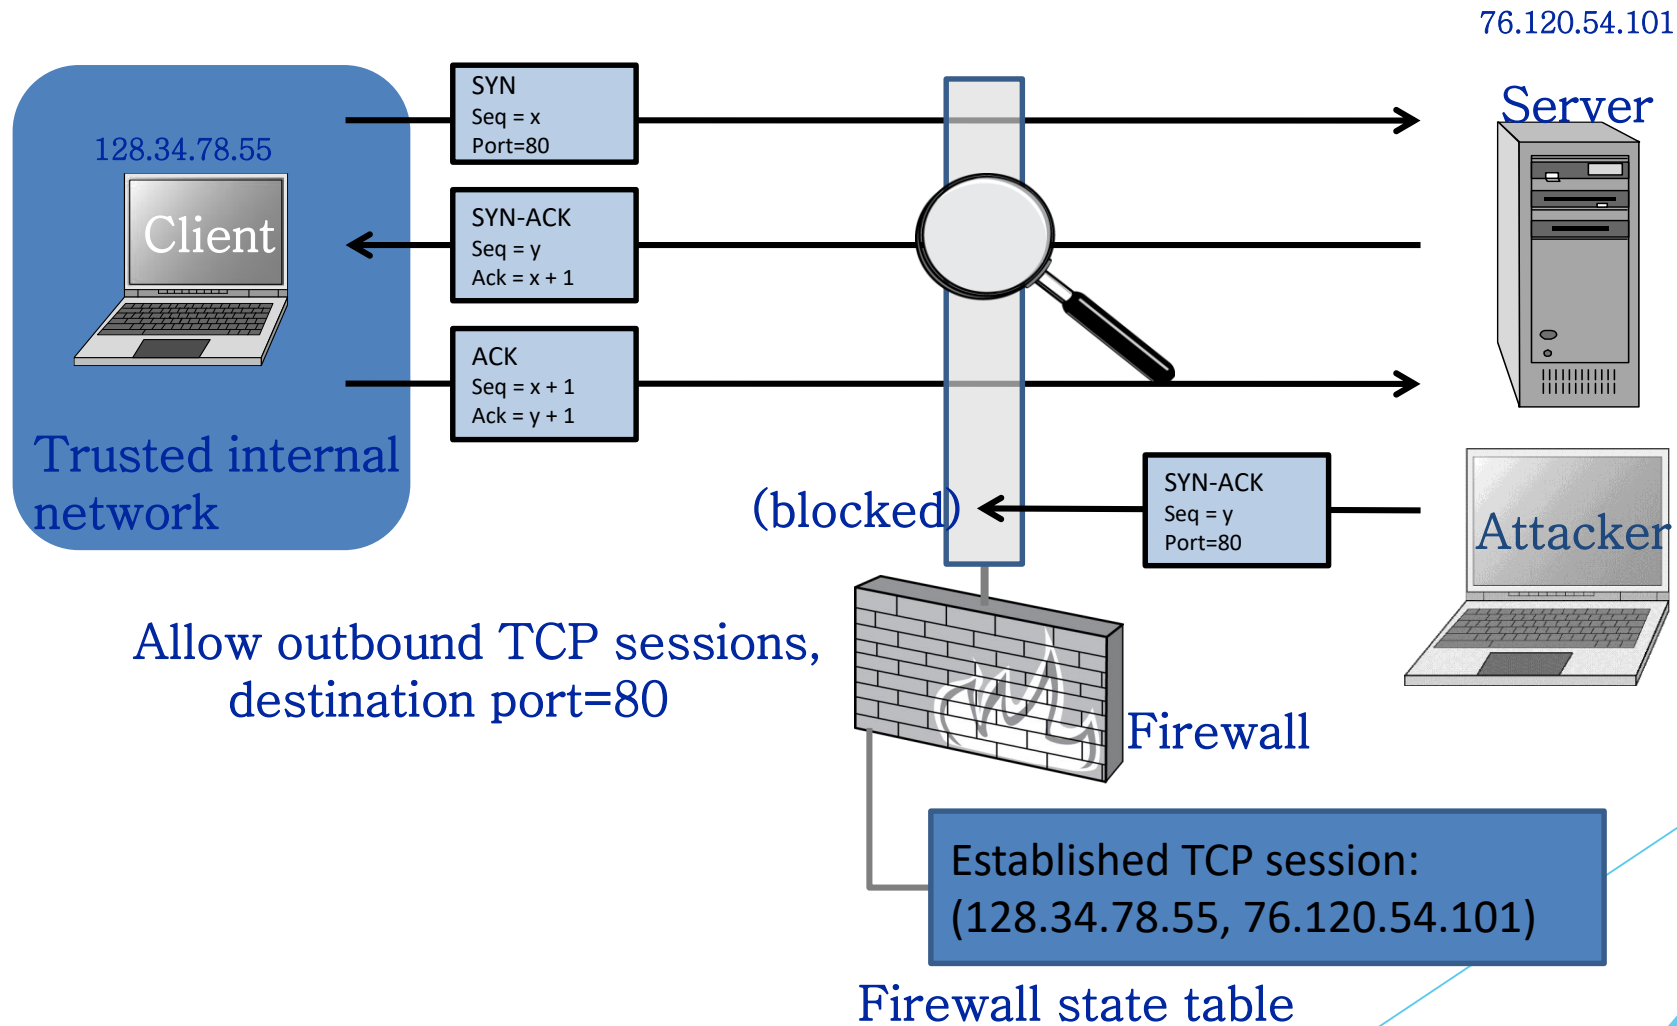 76.120.54.101
Server
128.34.78.55
Client
Trusted internal
network
SYN
Seq = x
Port=80
SYN-ACK
Seq = y
Ack = x + 1
ACK
Seq = x + 1
Ack = y + 1
(blocked)
SYN-ACK
Seq = y
Port=80
Attacker
Allow outbound TCP sessions,
destination port=80
Firewall
Established TCP session:
(128.34.78.55, 76.120.54.101)
Firewall state table